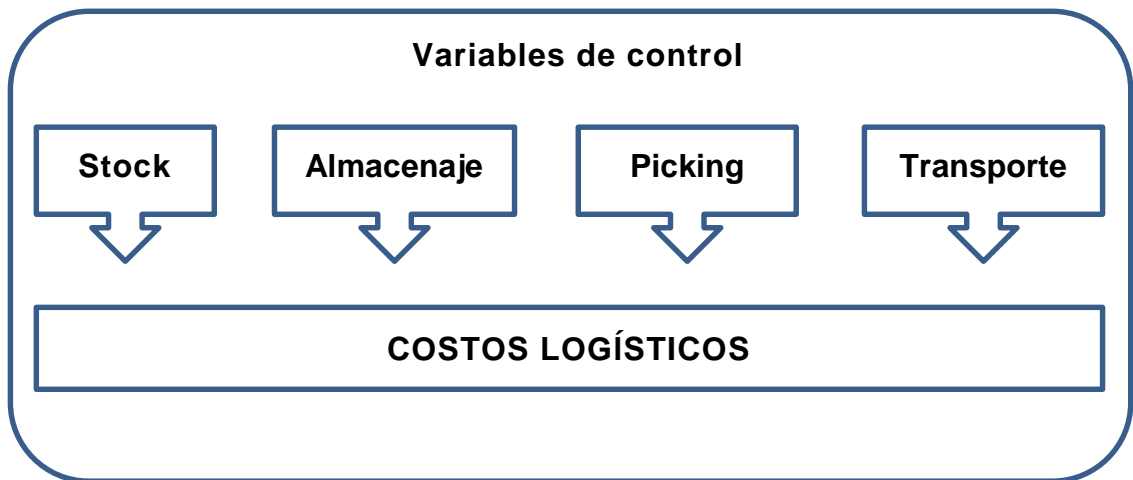 Variables de control
Stock
Almacenaje
Picking
Transporte
COSTOS LOGÍSTICOS